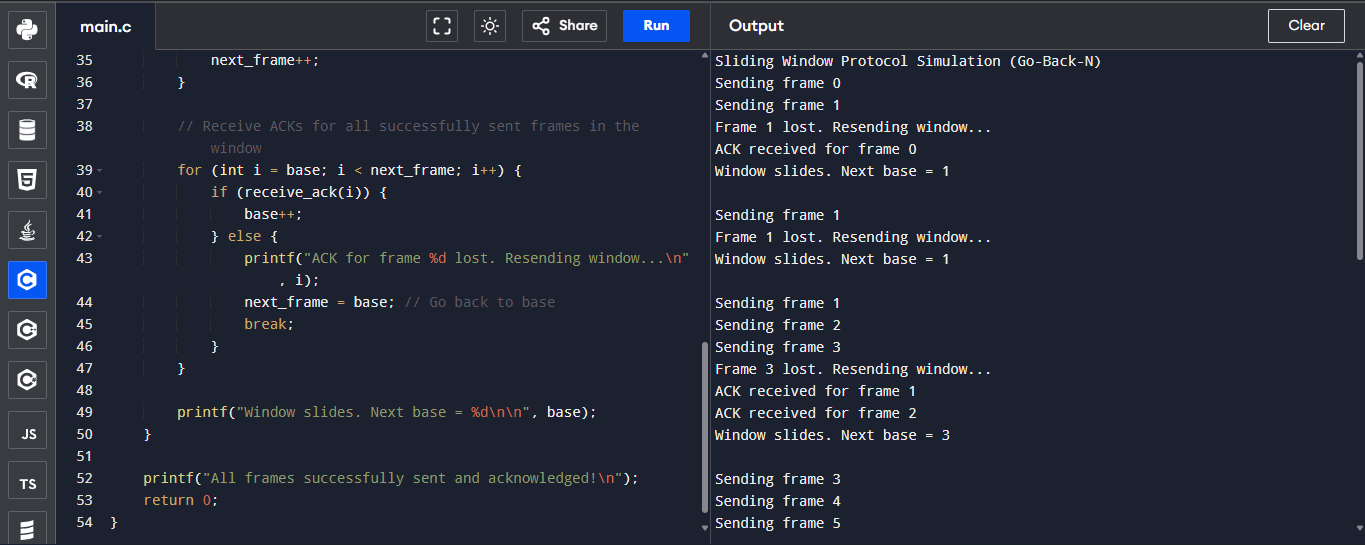 main.c
Share
Run
Output
Clear
35 next_frame++;
36 }
37
38 // Receive ACKs for all successfully sent frames in the
window
39 for (int i = base; i < next_frame; i++) {
40 if (receive_ack(i)) {
41 base++;
42 } else {
43 printf("ACK for frame %d lost. Resending window...\n"
, i);
44 next_frame = base; // Go back to base
45 break;
46 }
47 }
48
49 printf("Window slides. Next base = %d\n\n", base);
50 }
51
52 printf("All frames successfully sent and acknowledged!\n");
53 return 0;
54 }
Sliding Window Protocol Simulation (Go-Back-N)
Sending frame 0
Sending frame 1
Frame 1 lost. Resending window...
ACK received for frame 0
Window slides. Next base = 1
Sending frame 1
Frame 1 lost. Resending window...
Window slides. Next base = 1
Sending frame 1
Sending frame 2
Sending frame 3
Frame 3 lost. Resending window...
ACK received for frame 1
ACK received for frame 2
Window slides. Next base = 3
Sending frame 3
Sending frame 4
Sending frame 5
R
5
C
C
C
JS
TS